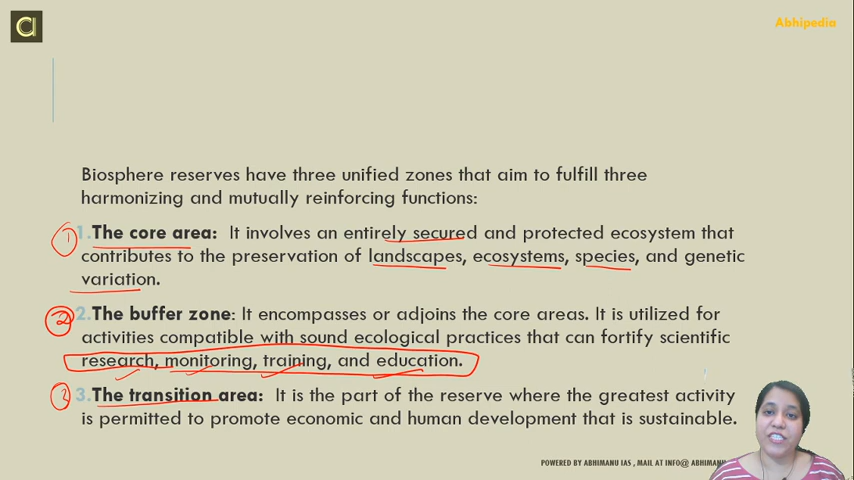 a
Abhipedia
Biosphere reserves have three unified zones that aim to fulfill three
harmonizing and mutually reinforcing functions:
1 1.The core area: It involves an entirely secured and protected ecosystem that
contributes to the preservation of landscapes, ecosystems, species, and genetic
variation.
2 2.The buffer zone: It encompasses or adjoins the core areas. It is utilized for
activities compatible with sound ecological practices that can fortify scientific
research, monitoring, training, and education.
3 3.The transition area: It is the part of the reserve where the greatest activity
is permitted to promote economic and human development that is sustainable.
POWERED BY ABHIMANU IAS , MAIL AT INFO@ ABHIMANU